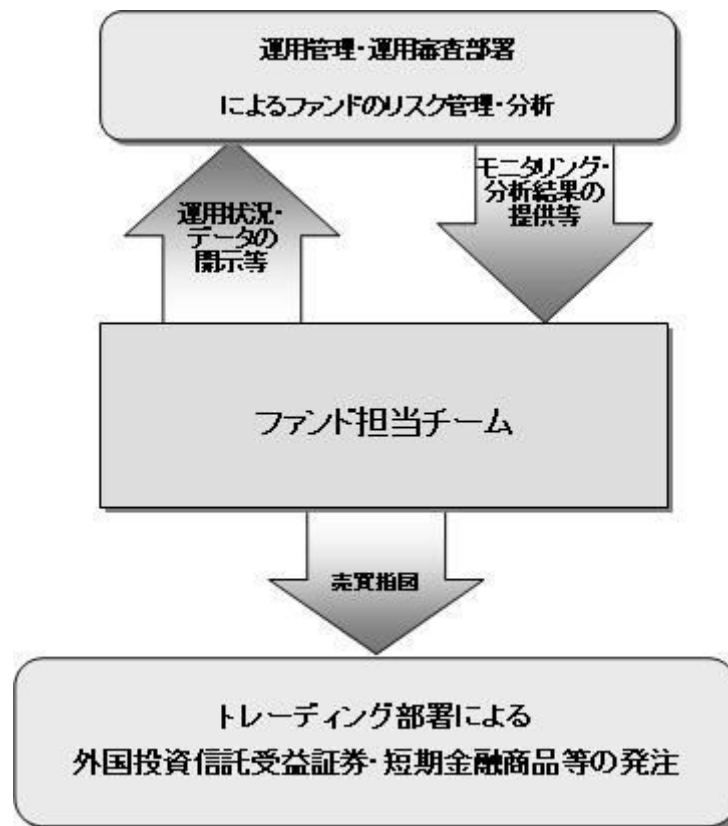 運用管理・運用審査部署
によるファンドのリスク管理・分析
運用状況・
データの
開示等
モニタリング・
分析結果の
提供等
ファンド担当チーム
売買指図
トレーディング部署による
外国投資信託受益証券・短期金融商品等の発注